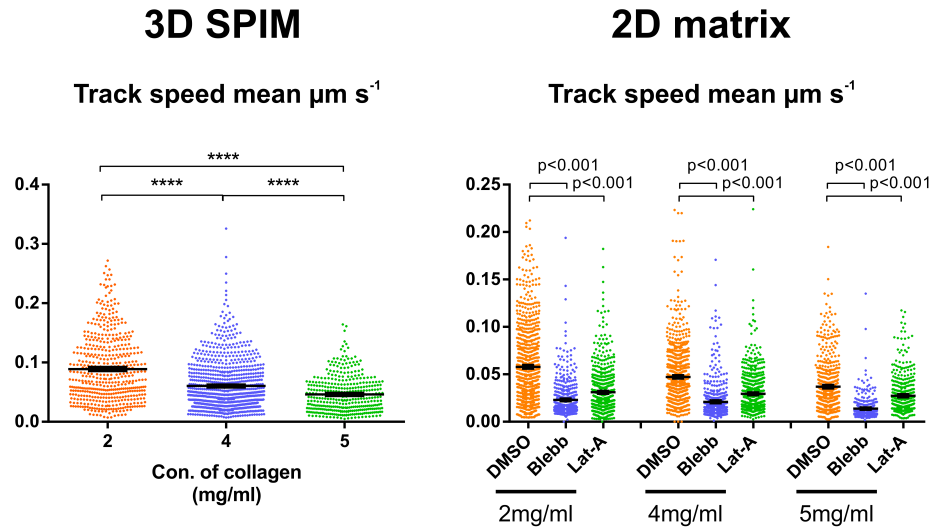 3D SPIM
Track speed mean µm s⁻¹
****
**** ****
0.4
0.3
0.2
0.1
0.0
2 4 5
Con. of collagen
(mg/ml)
2D matrix
Track speed mean µm s⁻¹
p<0.001 p<0.001 p<0.001
p<0.001 p<0.001 p<0.001
0.25
0.20
0.15
0.10
0.05
0.00
DMSO Blebb Lat-A DMSO Blebb Lat-A DMSO Blebb Lat-A
2mg/ml 4mg/ml 5mg/ml